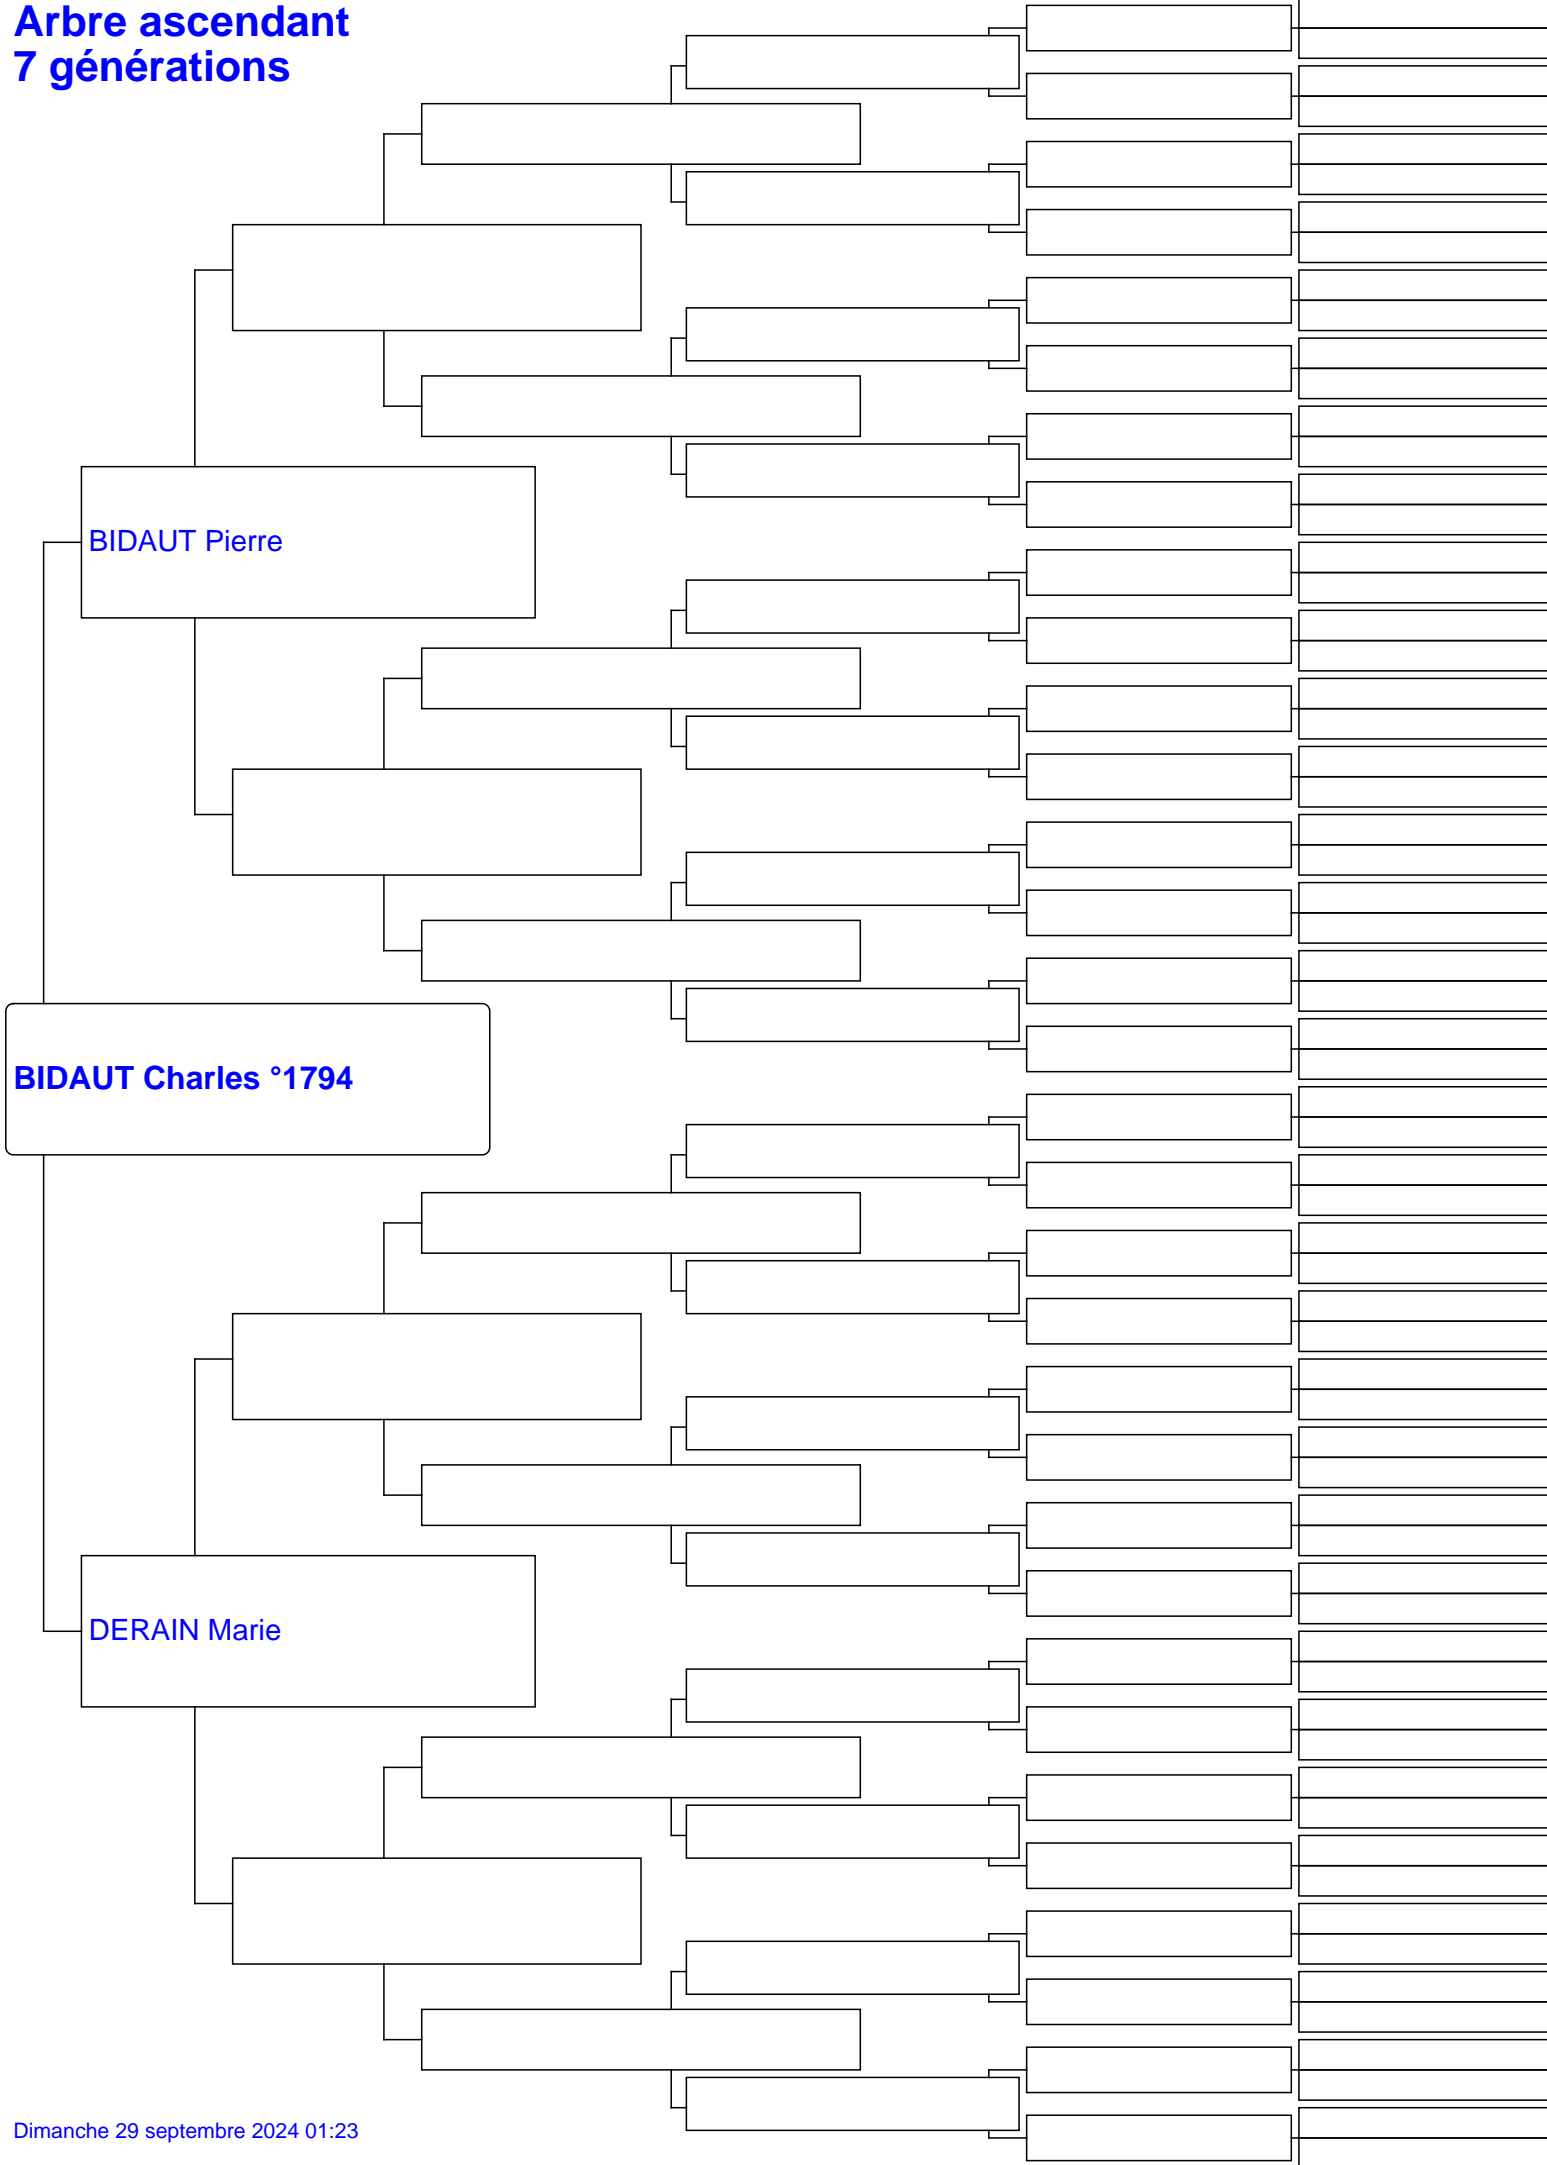 Arbre ascendant
7 générations
BIDAUT Pierre
BIDAUT Charles °1794
DERAIN Marie
Dimanche 29 septembre 2024 01:23